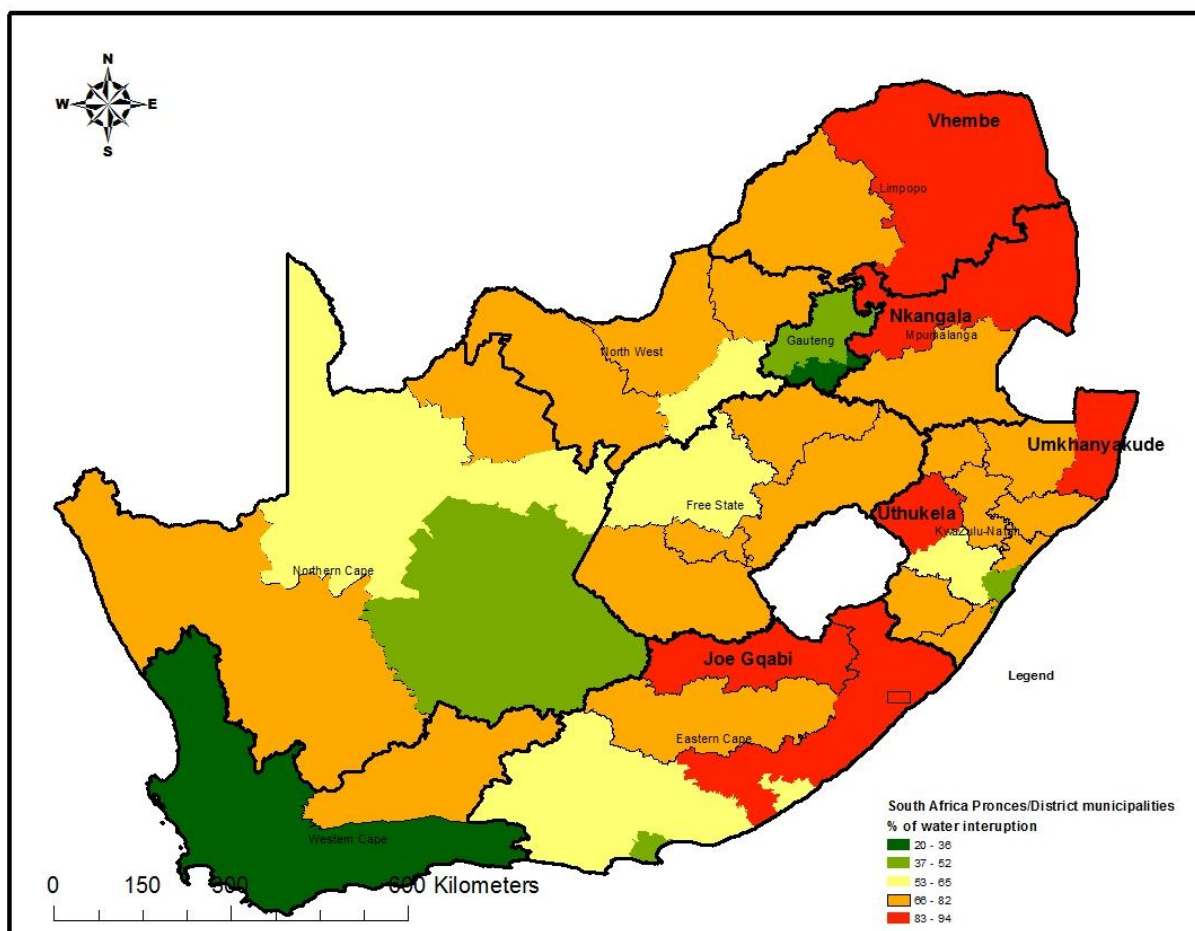 N
W E
S
Vhembe
Limpopo
Nkangala
Mpumalanga
Gauteng
North West
Umkhanyakude
Free State
Uthukela
KwaZulu-Natal
Northern Cape
Joe Gqabi
Legend
Eastern Cape
Western Cape
South Africa Pronces/District municipalities
% of water interuption
20 - 36
37 - 52
53 - 65
66 - 82
83 - 94
0 150 300 600 Kilometers